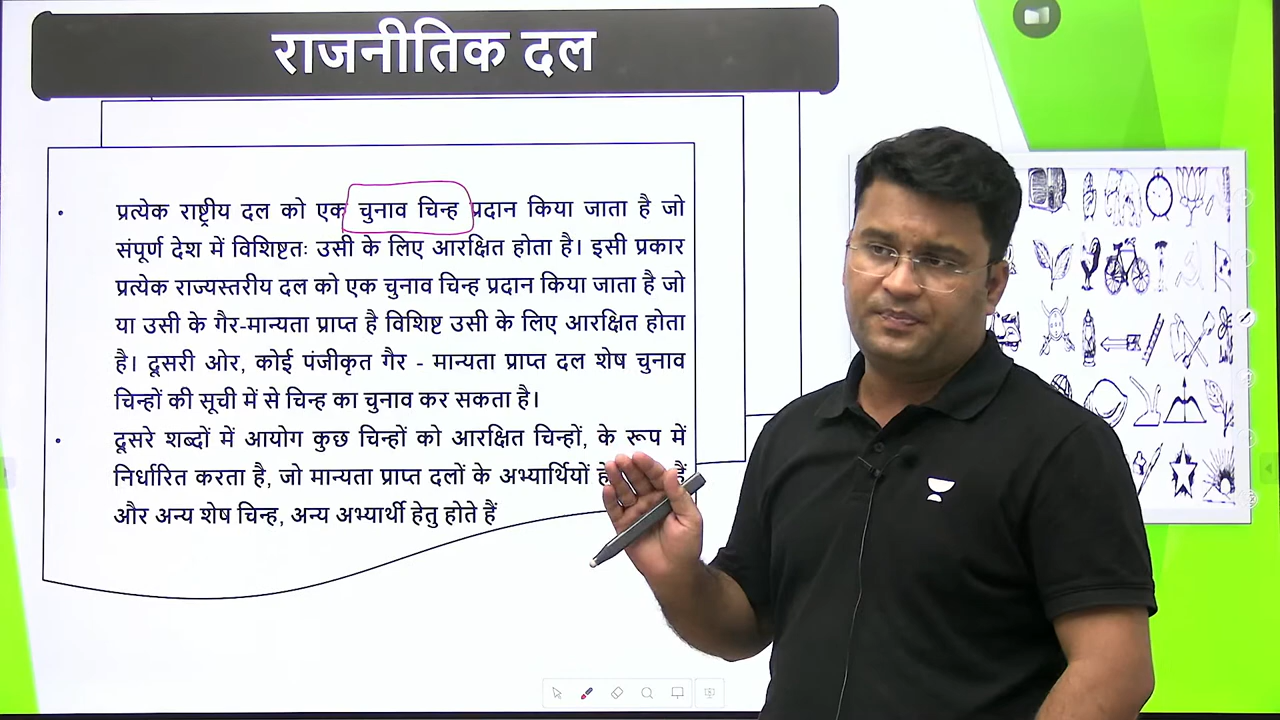 राजनीतिक दल
प्रत्येक राष्ट्रीय दल को एक चुनाव चिन्ह प्रदान किया जाता है जो
संपूर्ण देश में विशिष्टतः उसी के लिए आरक्षित होता है। इसी प्रकार
प्रत्येक राज्यस्तरीय दल को एक चुनाव चिन्ह प्रदान किया जाता है जो
या उसी के गैर-मान्यता प्राप्त है विशिष्ट उसी के लिए आरक्षित होता
है। दूसरी ओर, कोई पंजीकृत गैर - मान्यता प्राप्त दल शेष चुनाव
चिन्हों की सूची में से चिन्ह का चुनाव कर सकता है।
दूसरे शब्दों में आयोग कुछ चिन्हों को आरक्षित चिन्हों, के रूप में
निर्धारित करता है, जो मान्यता प्राप्त दलों के अभ्यार्थियों
और अन्य शेष चिन्ह, अन्य अभ्यार्थी हेतु होते हैं